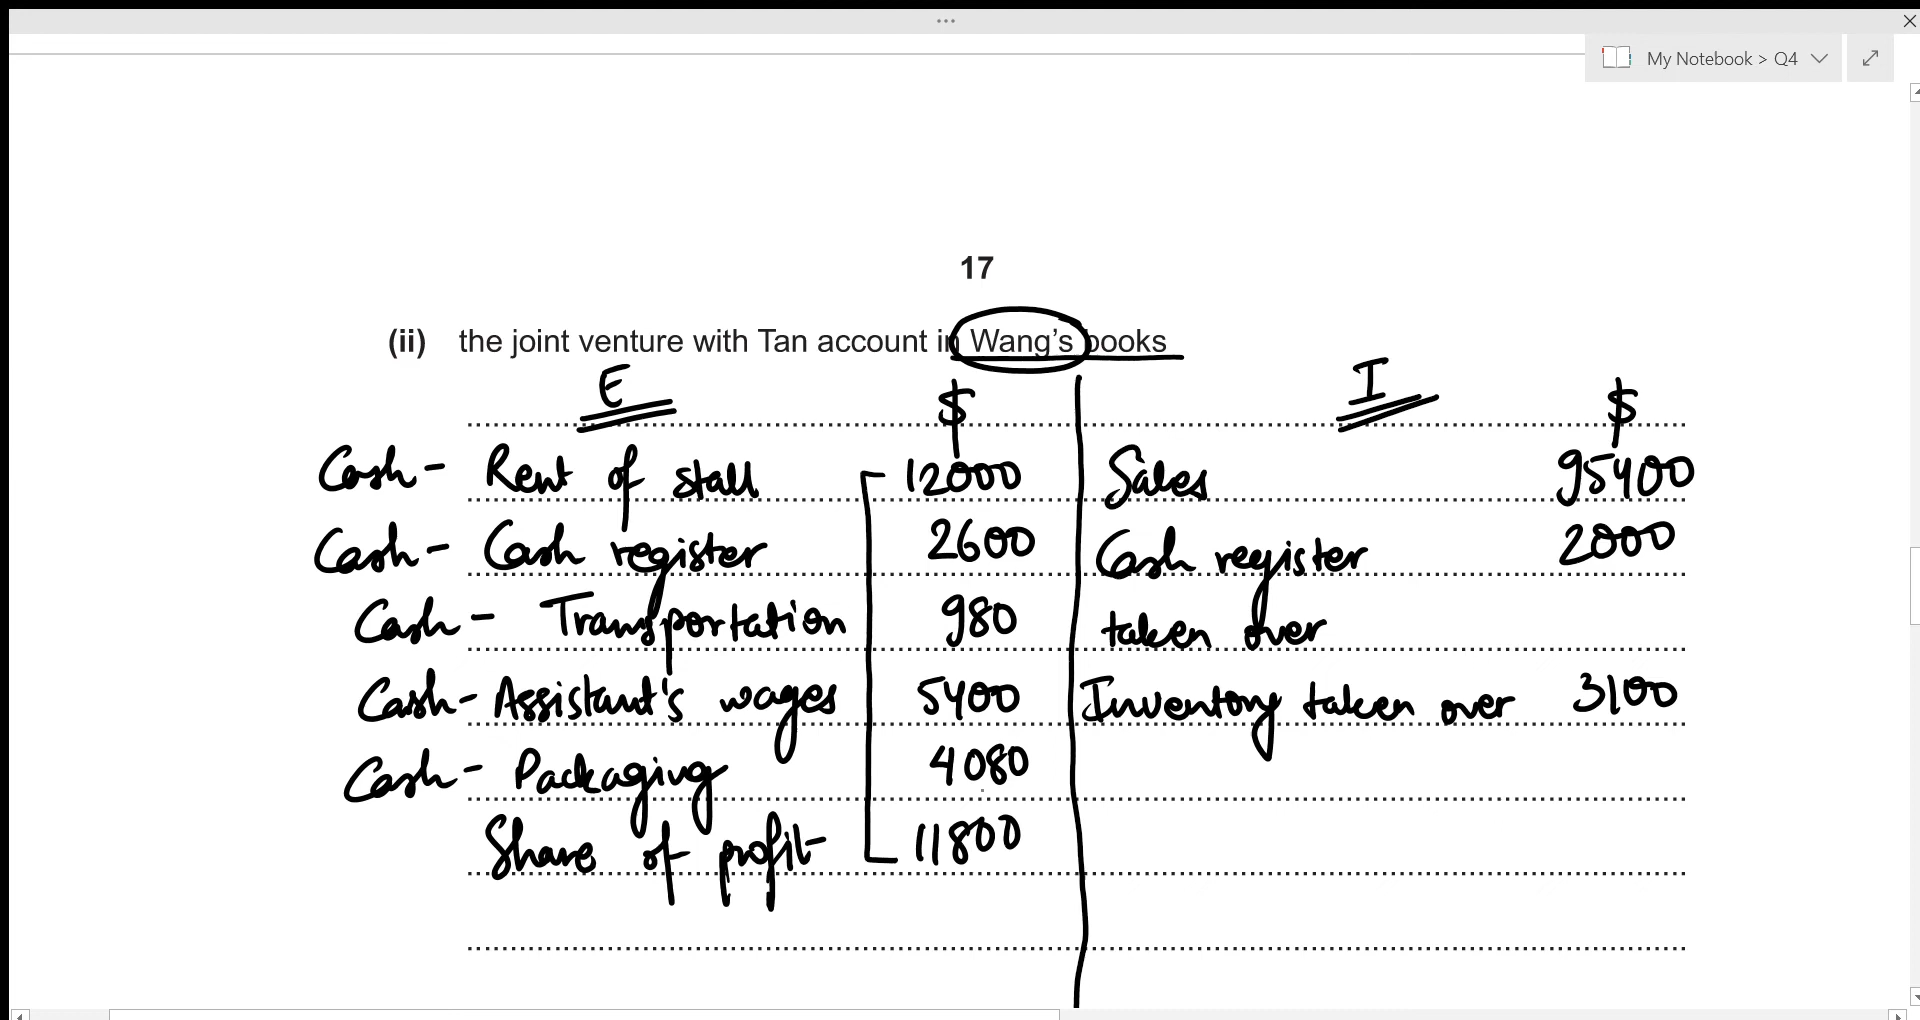 My Notebook > Q4
17
(ii) the joint venture with Tan account in Wang's books
E $ I $
Cash - Rent of stall 12000 Sales 95400
Cash - Cash register 2600 Cash register 2000
Cash - Transportation 980 taken over
Cash - Assistant's wages 5400 Inventory taken over 3100
Cash - Packaging 4080
Share of profit 11800